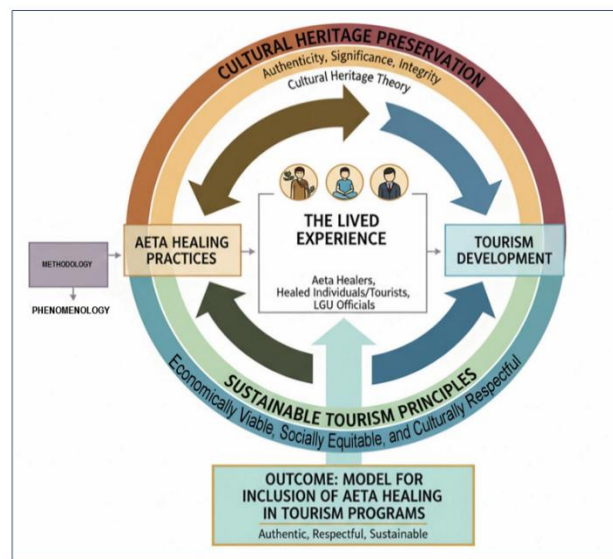 CULTURAL HERITAGE PRESERVATION
Authenticity, Significance, Integrity
Cultural Heritage Theory
METHODOLOGY
PHENOMENOLOGY
AETA HEALING
PRACTICES
THE LIVED
EXPERIENCE
Aeta Healers,
Healed Individuals/Tourists,
LGU Officials
TOURISM
DEVELOPMENT
SUSTAINABLE TOURISM PRINCIPLES
Economically Viable, Socially Equitable, and Culturally Respectful
OUTCOME: MODEL FOR
INCLUSION OF AETA HEALING
IN TOURISM PROGRAMS
Authentic, Respectful, Sustainable